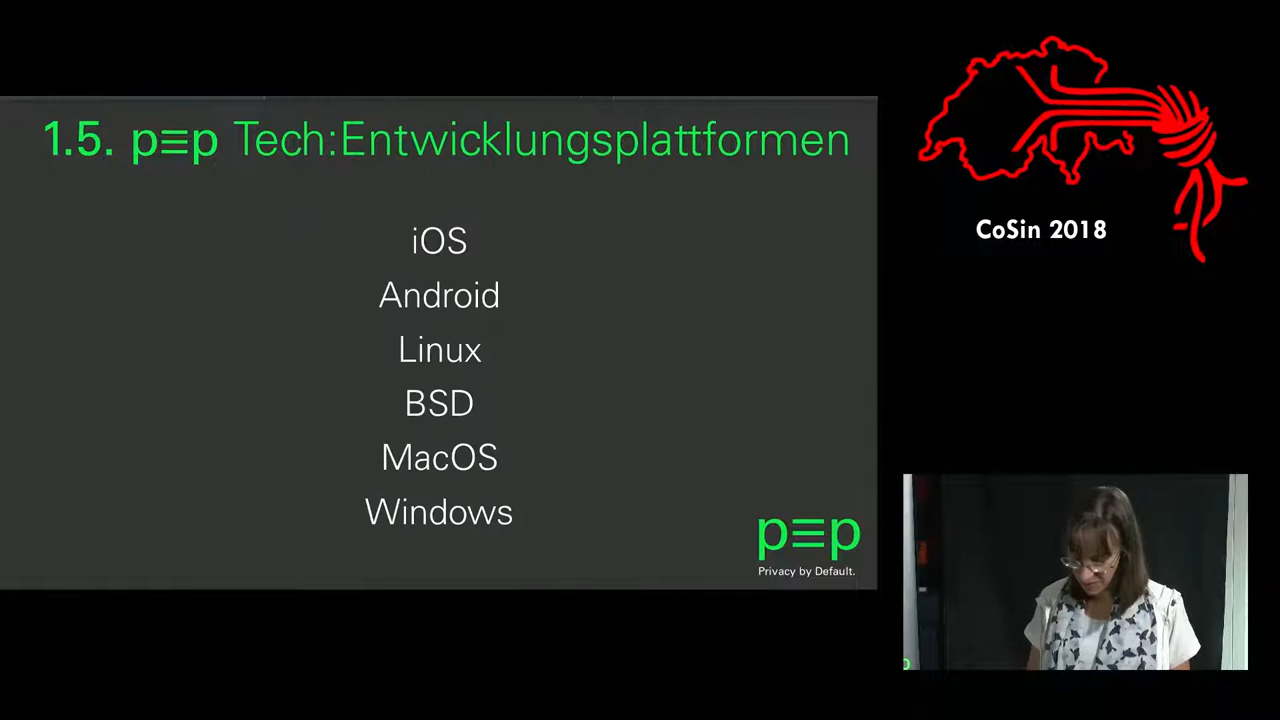 1.5. p≡p Tech:Entwicklungsplattformen
iOS
Android
Linux
BSD
MacOS
Windows
p≡p
Privacy by Default.
CoSin 2018